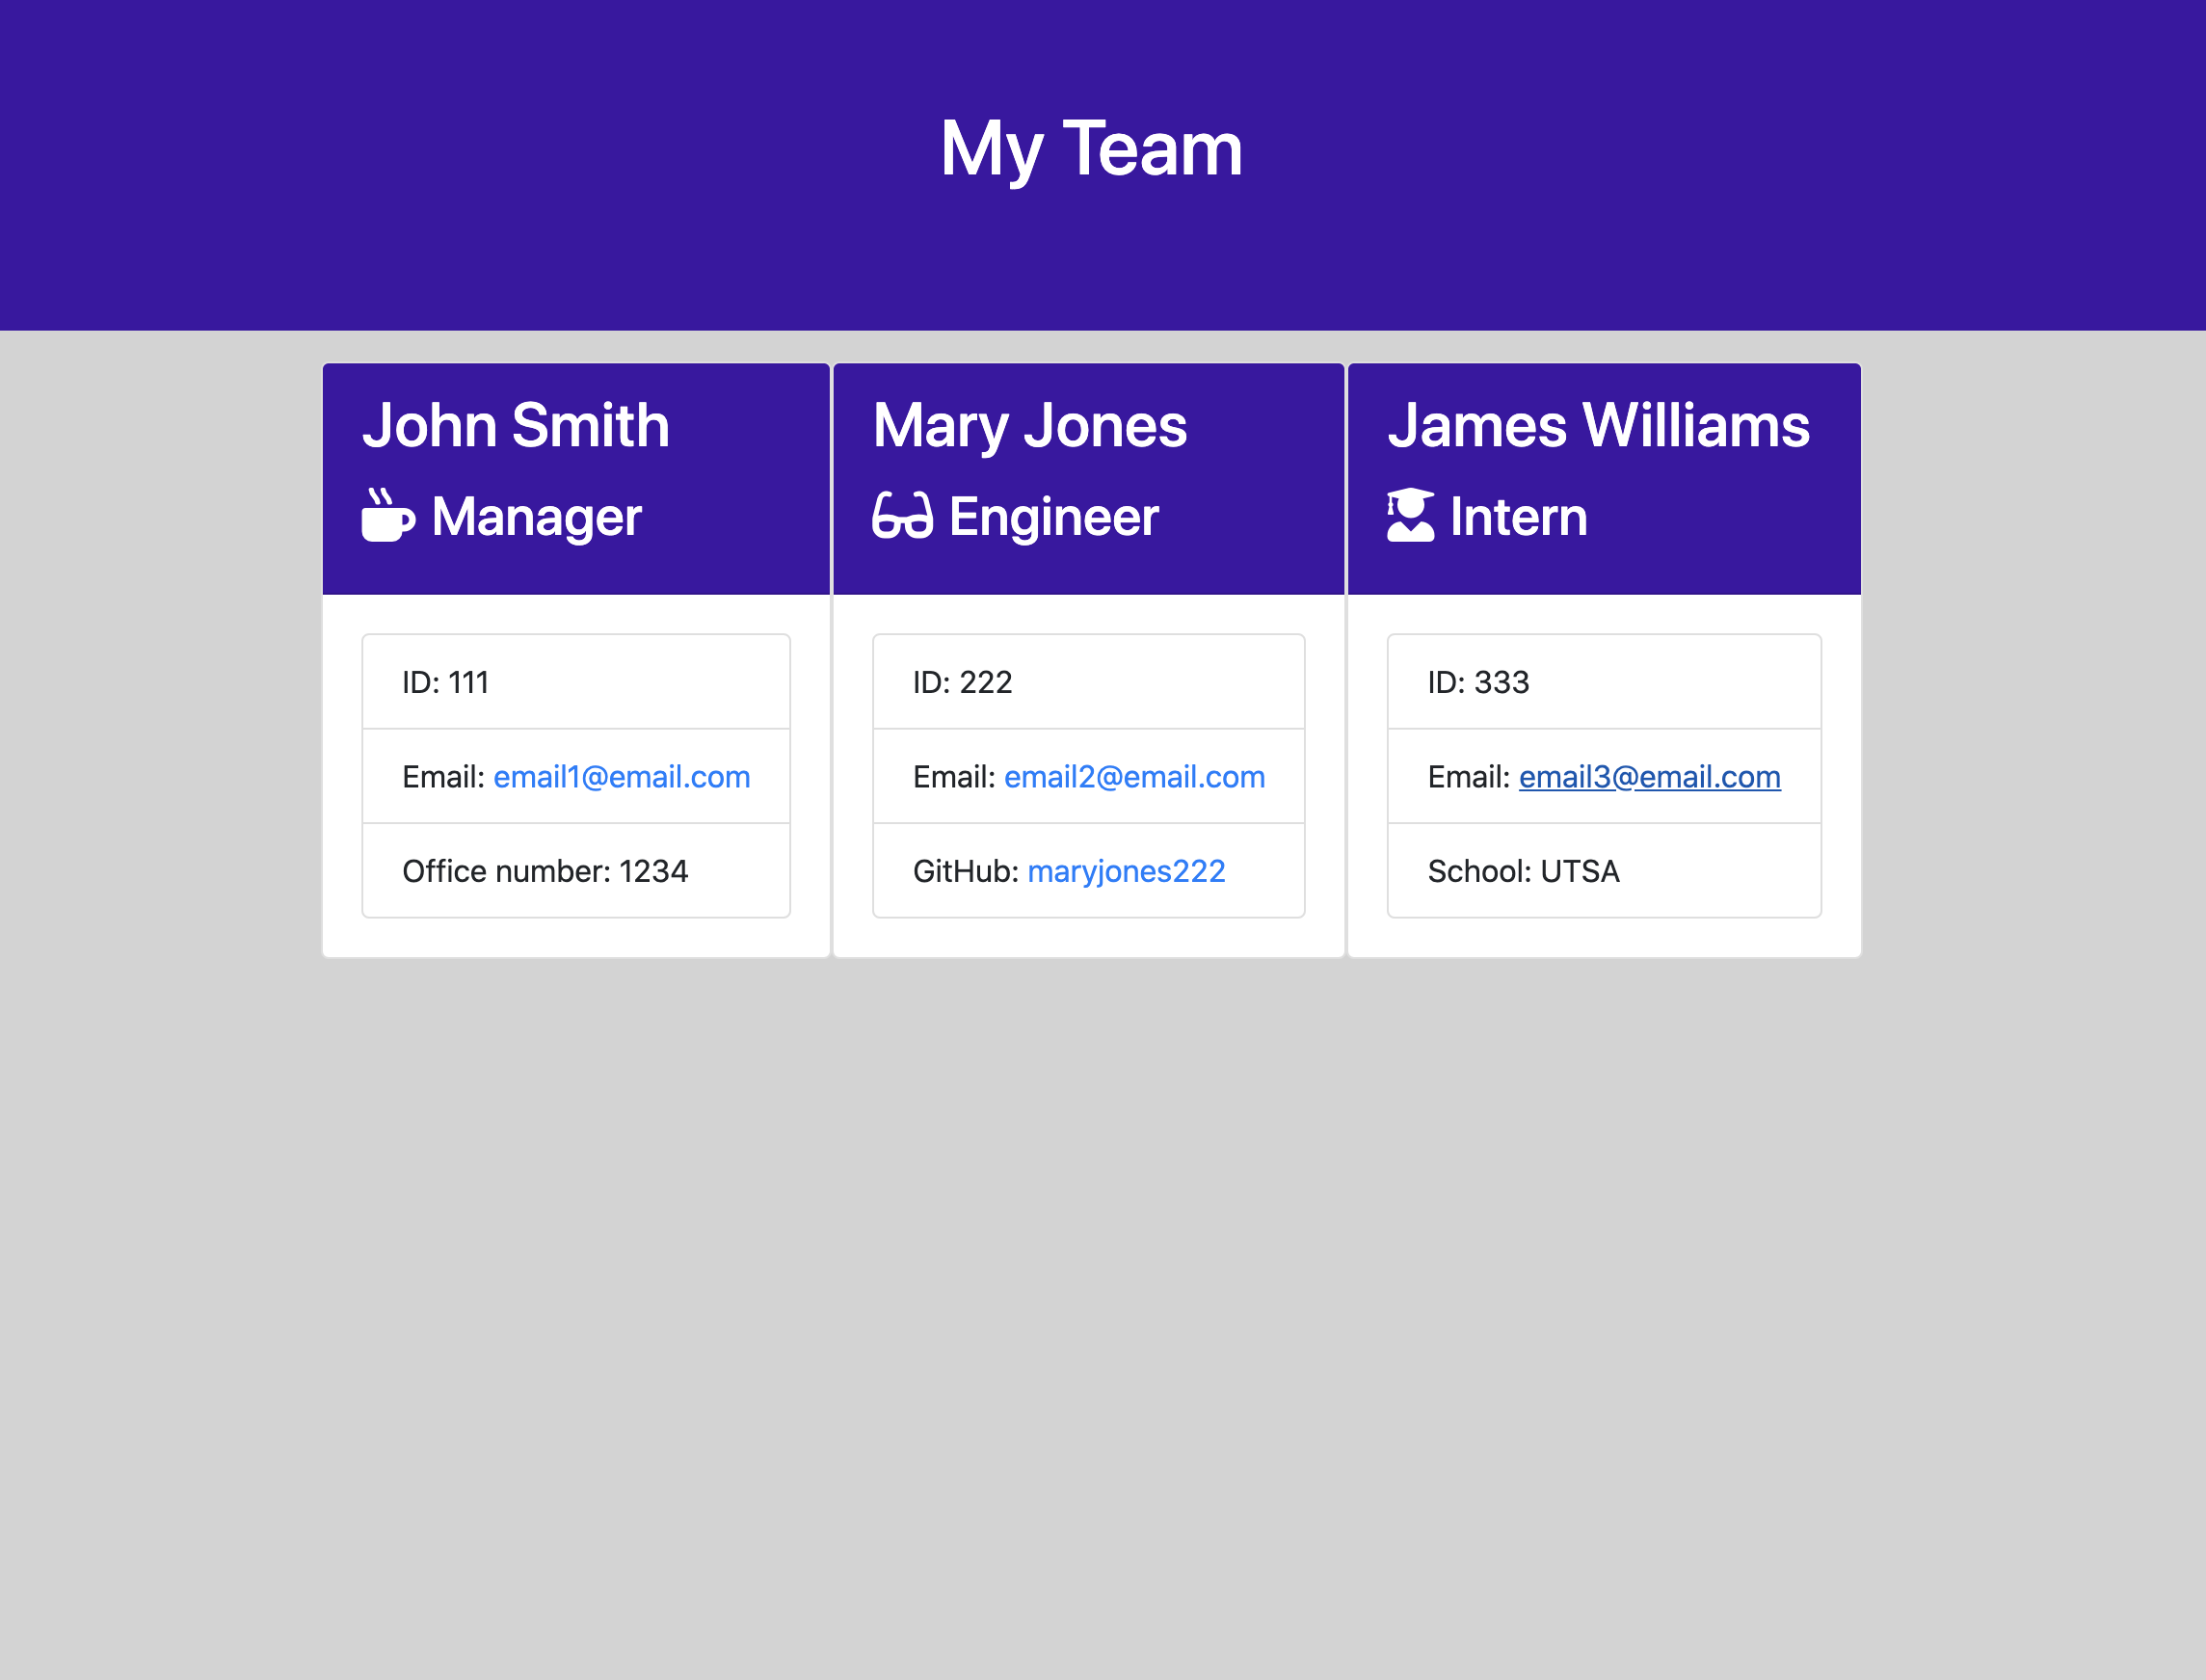 My Team
John Smith
Manager
ID: 111
Email: email1@email.com
Office number: 1234
Mary Jones
Engineer
ID: 222
Email: email2@email.com
GitHub: maryjones222
James Williams
Intern
ID: 333
Email: email3@email.com
School: UTSA